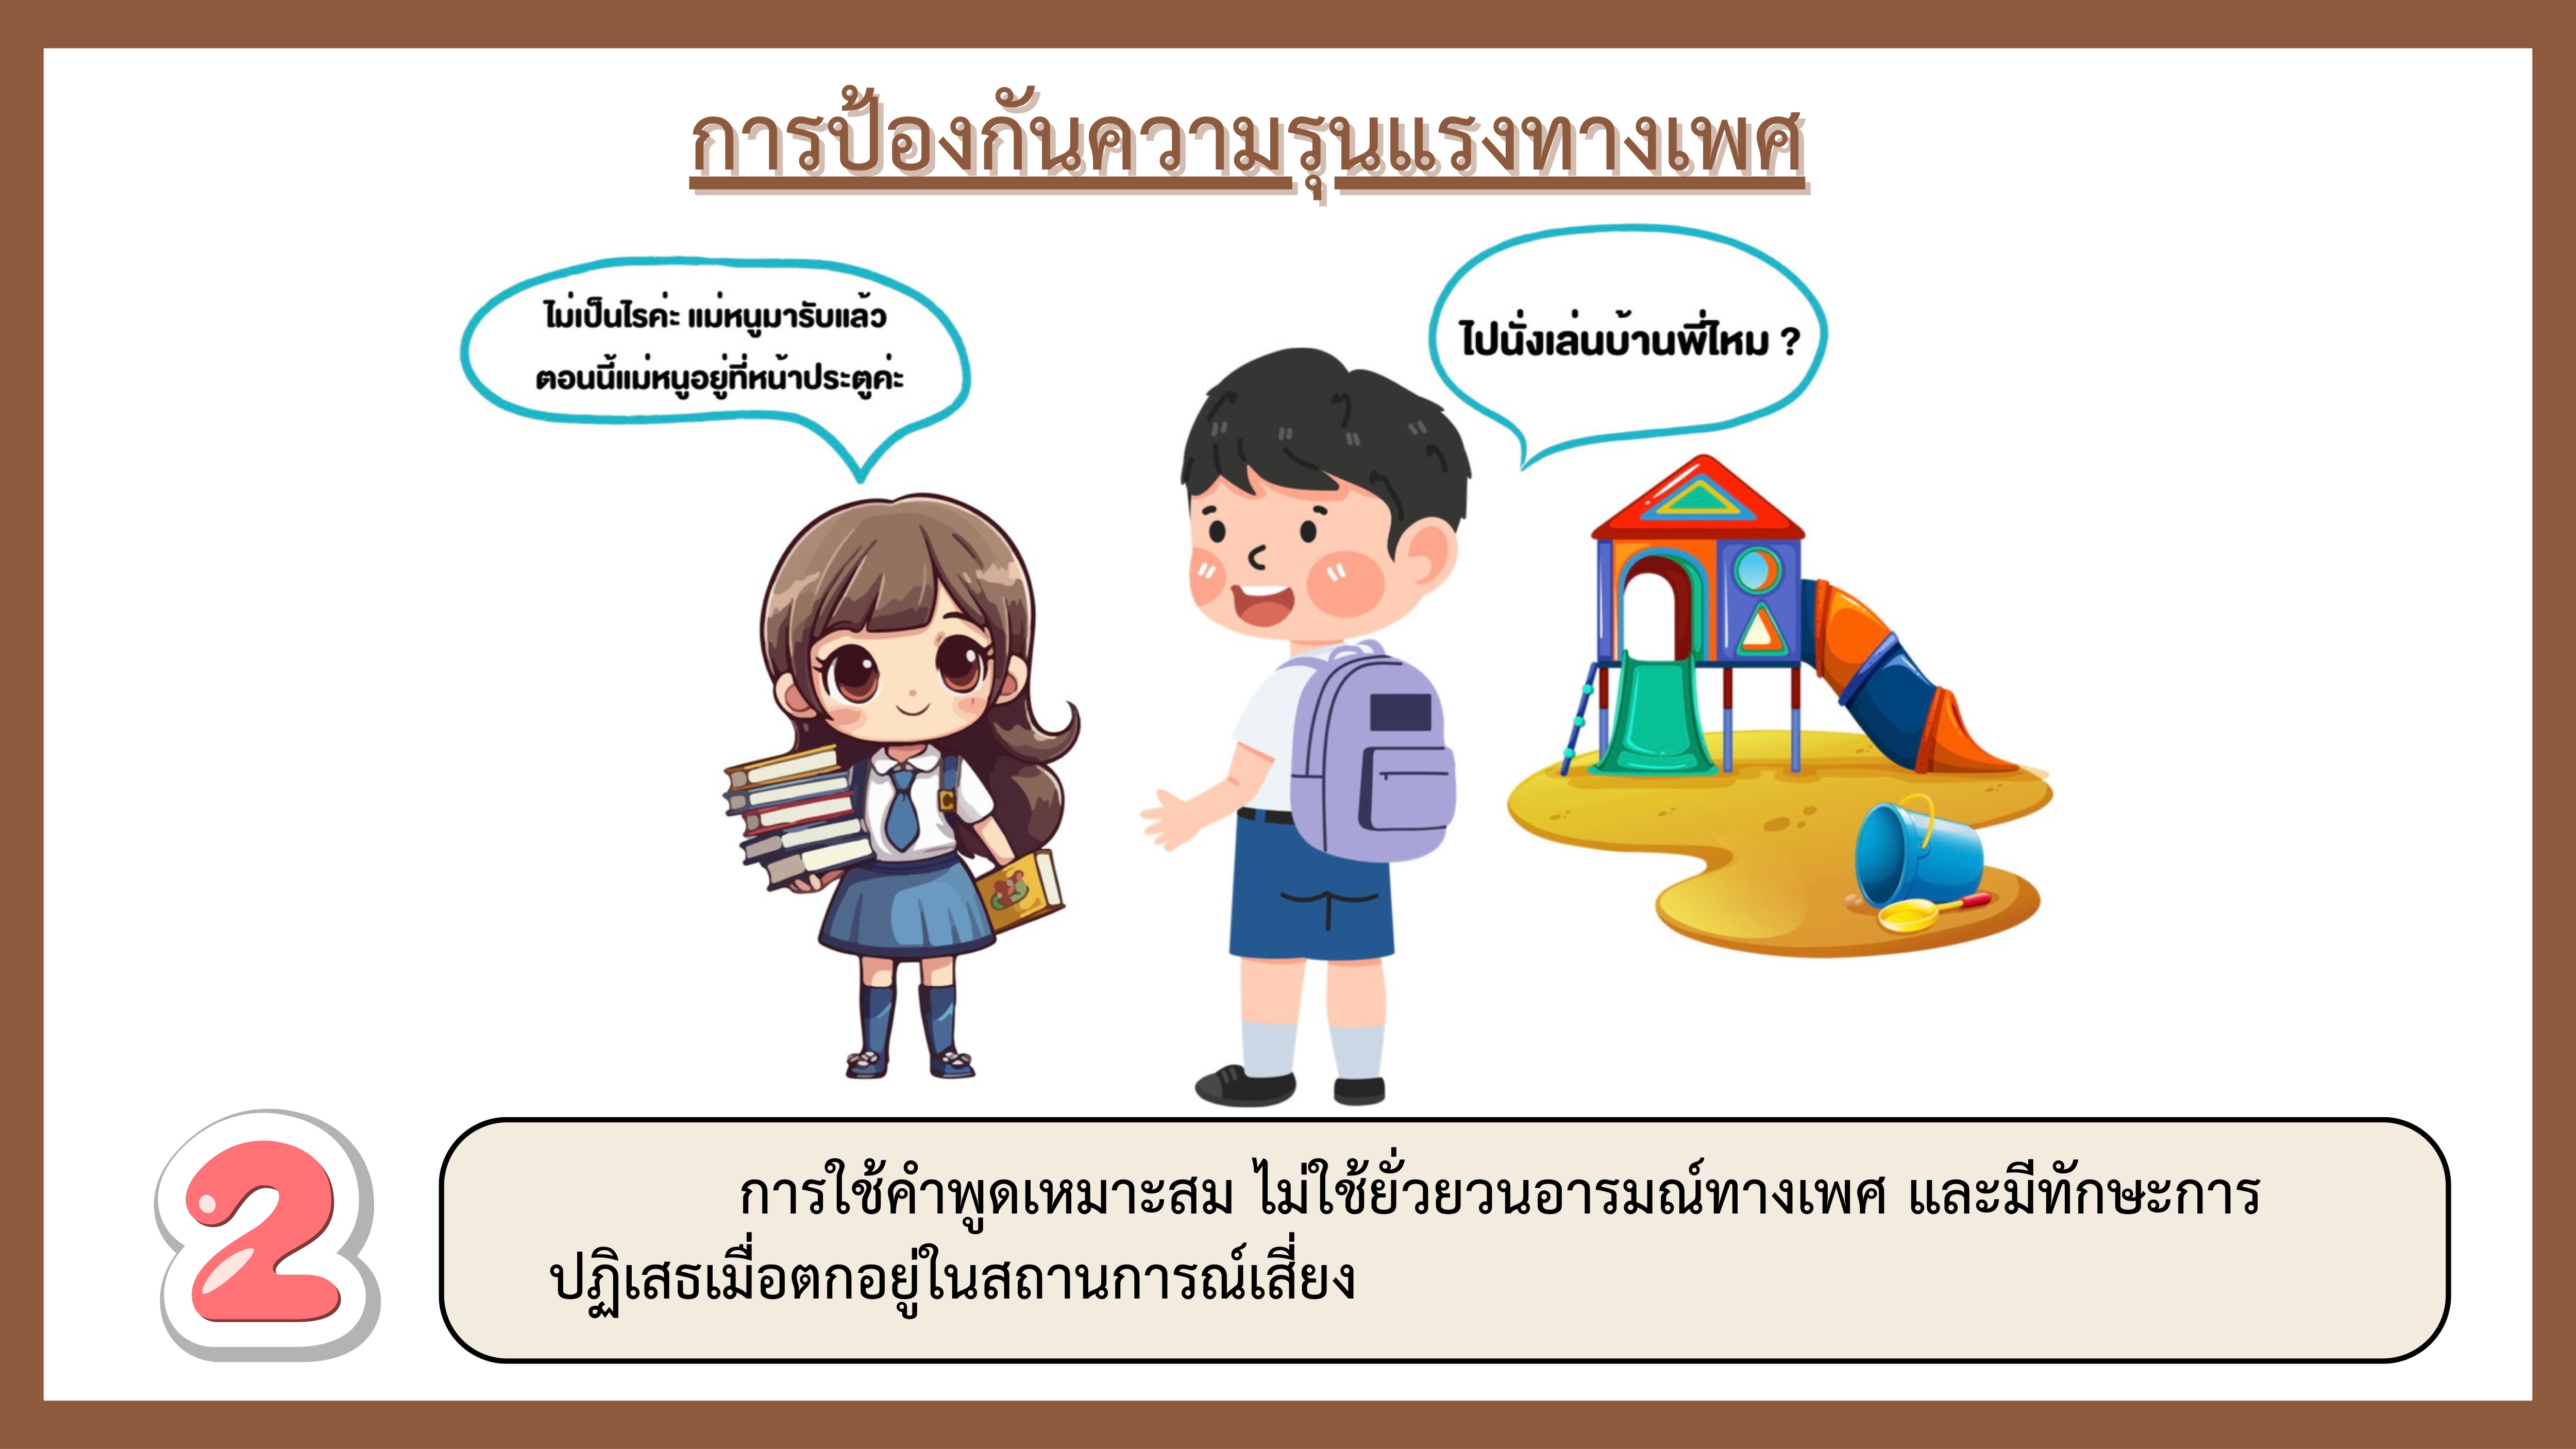 การป้องกันความรุนแรงทางเพศ
ไม่เป็นไรค่ะ แม่หนูมารับแล้ว
ตอนนี้แม่หนูอยู่ที่หน้าประตูค่ะ
ไปนั่งเล่นบ้านพี่ไหม ?
2
การใช้คำพูดเหมาะสม ไม่ใช้ยั่วยวนอารมณ์ทางเพศ และมีทักษะการ
ปฏิเสธเมื่อตกอยู่ในสถานการณ์เสี่ยง